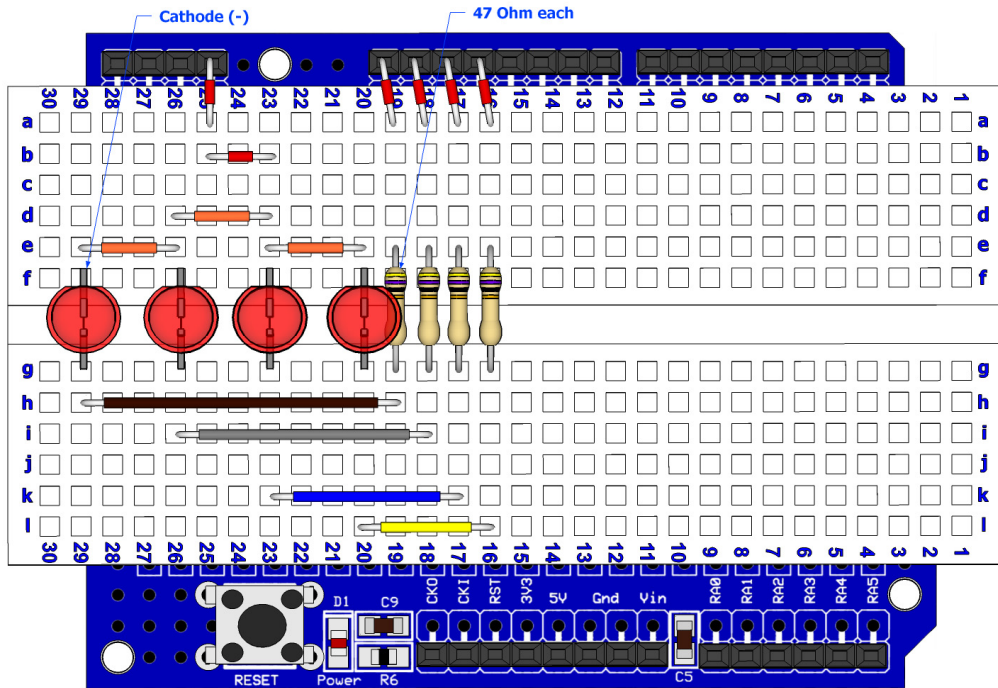 Cathode (-)
47 Ohm each
30 29 28 27 26 25 24 23 22 21 20 19 18 17 16 15 14 13 12 11 10 9 8 7 6 5 4 3 2 1
a a
b b
c c
d d
e e
f f
g g
h h
i i
j j
k k
l l
30 29 28 27 26 25 24 23 22 21 20 19 18 17 16 15 14 13 12 11 10 9 8 7 6 5 4 3 2 1
CKO CKI RST 3V3 5V Gnd Vin RA0 RA1 RA2 RA3 RA4 RA5
D1 C9
RESET Power R6 C5